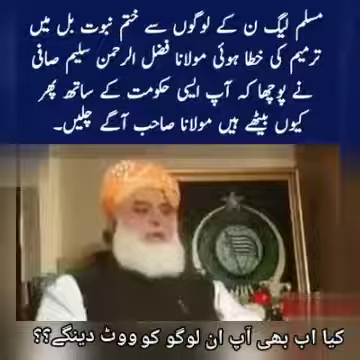 مسلم لیگ ن کے لوگوں سے ختم نبوت بل میں
ترمیم کی خطا ہوئی مولانا فضل الرحمن سلیم صافی
نے پوچھا کہ آپ ایسی حکومت کے ساتھ پھر
کیوں بیٹھے ہیں مولانا صاحب آگے چلیں۔
کیا اب بھی آپ ان لوگو کو ووٹ دینگے؟؟